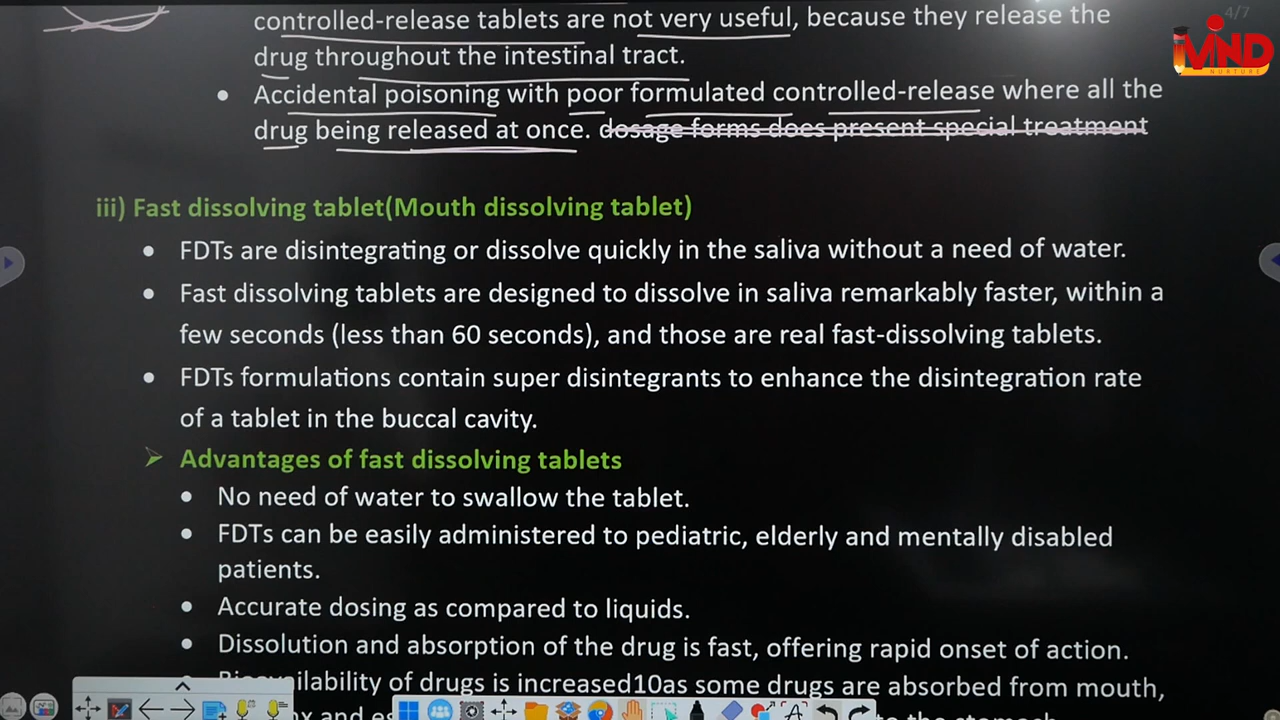 controlled-release tablets are not very useful, because they release the
4/7
MIND
NURTURE
drug throughout the intestinal tract.
• Accidental poisoning with poor formulated controlled-release where all the
drug being released at once. dosage forms does present special treatment
iii) Fast dissolving tablet(Mouth dissolving tablet)
• FDTs are disintegrating or dissolve quickly in the saliva without a need of water.
• Fast dissolving tablets are designed to dissolve in saliva remarkably faster, within a
few seconds (less than 60 seconds), and those are real fast-dissolving tablets.
• FDTs formulations contain super disintegrants to enhance the disintegration rate
of a tablet in the buccal cavity.
➢ Advantages of fast dissolving tablets
• No need of water to swallow the tablet.
• FDTs can be easily administered to pediatric, elderly and mentally disabled
patients.
• Accurate dosing as compared to liquids.
• Dissolution and absorption of the drug is fast, offering rapid onset of action.
of drugs is increased10as some drugs are absorbed from mouth,
and